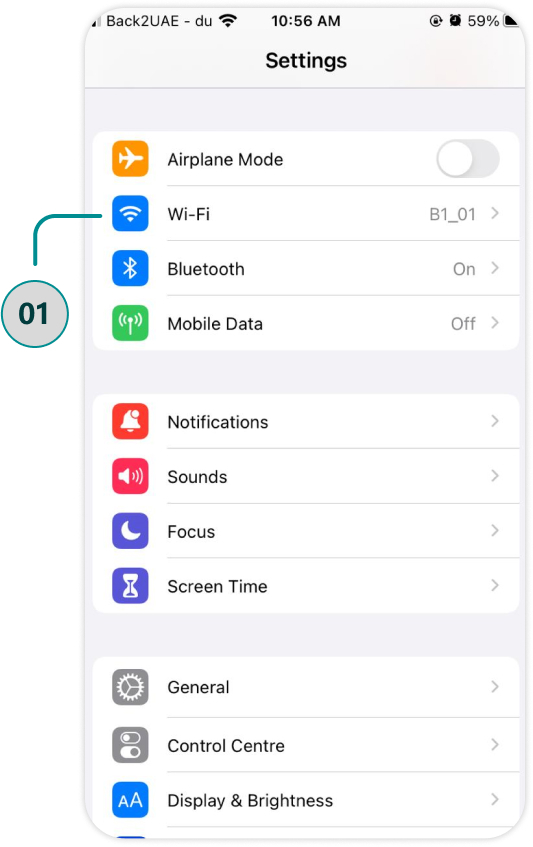 Back2UAE - du 10:56 AM 59%
Settings
Airplane Mode
Wi-Fi B1_01
Bluetooth On
Mobile Data Off
01
Notifications
Sounds
Focus
Screen Time
General
Control Centre
AA Display & Brightness